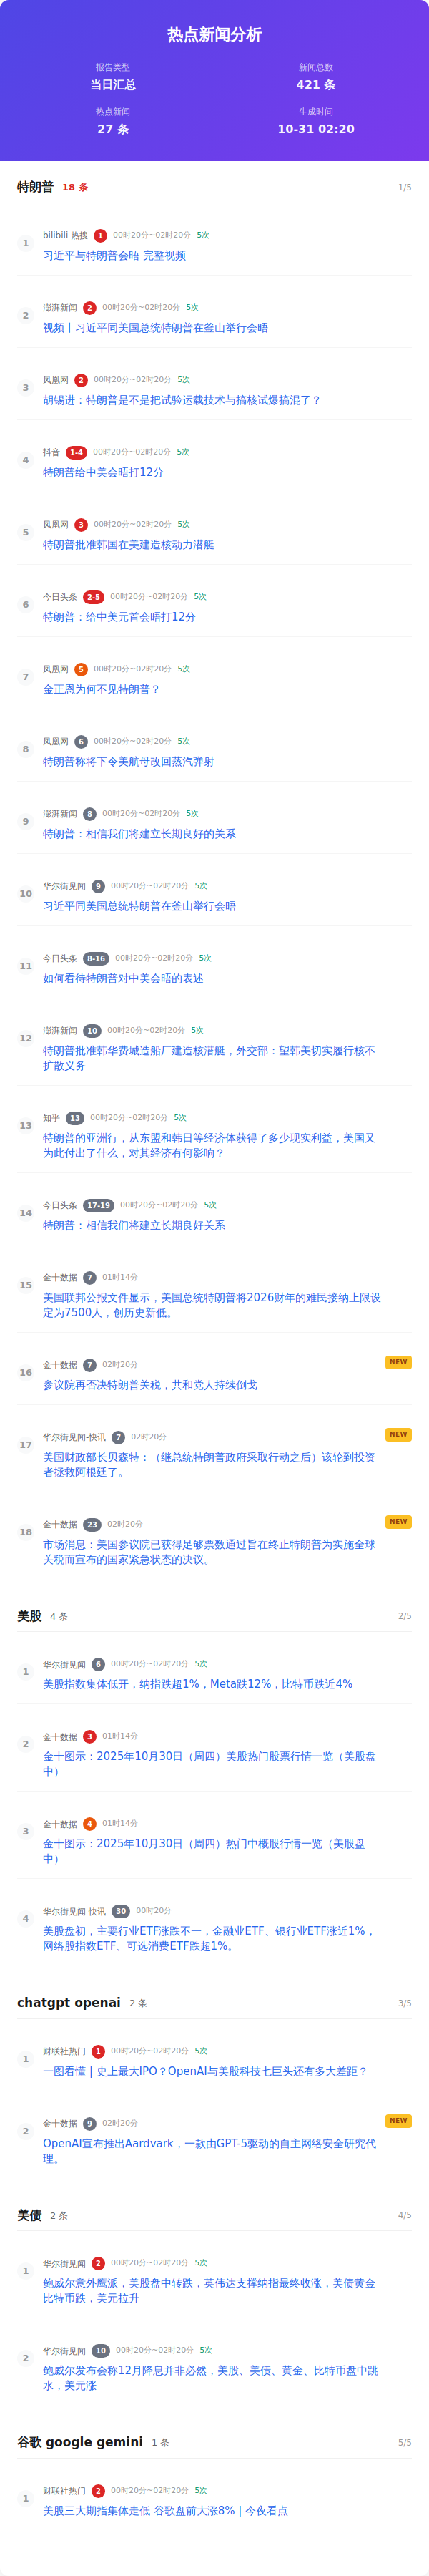 热点新闻分析
报告类型
当日汇总
新闻总数
421 条
热点新闻
27 条
生成时间
10-31 02:20
特朗普 18 条 1/5
1
bilibili 热搜 1 00时20分~02时20分 5次
习近平与特朗普会晤 完整视频
2
澎湃新闻 2 00时20分~02时20分 5次
视频丨习近平同美国总统特朗普在釜山举行会晤
3
凤凰网 2 00时20分~02时20分 5次
胡锡进：特朗普是不是把试验运载技术与搞核试爆搞混了？
4
抖音 1-4 00时20分~02时20分 5次
特朗普给中美会晤打12分
5
凤凰网 3 00时20分~02时20分 5次
特朗普批准韩国在美建造核动力潜艇
6
今日头条 2-5 00时20分~02时20分 5次
特朗普：给中美元首会晤打12分
7
凤凰网 5 00时20分~02时20分 5次
金正恩为何不见特朗普？
8
凤凰网 6 00时20分~02时20分 5次
特朗普称将下令美航母改回蒸汽弹射
9
澎湃新闻 8 00时20分~02时20分 5次
特朗普：相信我们将建立长期良好的关系
10
华尔街见闻 9 00时20分~02时20分 5次
习近平同美国总统特朗普在釜山举行会晤
11
今日头条 8-16 00时20分~02时20分 5次
如何看待特朗普对中美会晤的表述
12
澎湃新闻 10 00时20分~02时20分 5次
特朗普批准韩华费城造船厂建造核潜艇，外交部：望韩美切实履行核不
扩散义务
13
知乎 13 00时20分~02时20分 5次
特朗普的亚洲行，从东盟和韩日等经济体获得了多少现实利益，美国又
为此付出了什么，对其经济有何影响？
14
今日头条 17-19 00时20分~02时20分 5次
特朗普：相信我们将建立长期良好关系
15
金十数据 7 01时14分
美国联邦公报文件显示，美国总统特朗普将2026财年的难民接纳上限设
定为7500人，创历史新低。
16
金十数据 7 02时20分 NEW
参议院再否决特朗普关税，共和党人持续倒戈
17
华尔街见闻-快讯 7 02时20分 NEW
美国财政部长贝森特：（继总统特朗普政府采取行动之后）该轮到投资
者拯救阿根廷了。
18
金十数据 23 02时20分 NEW
市场消息：美国参议院已获得足够票数通过旨在终止特朗普为实施全球
关税而宣布的国家紧急状态的决议。
美股 4 条 2/5
1
华尔街见闻 6 00时20分~02时20分 5次
美股指数集体低开，纳指跌超1%，Meta跌12%，比特币跌近4%
2
金十数据 3 01时14分
金十图示：2025年10月30日（周四）美股热门股票行情一览（美股盘
中）
3
金十数据 4 01时14分
金十图示：2025年10月30日（周四）热门中概股行情一览（美股盘
中）
4
华尔街见闻-快讯 30 00时20分
美股盘初，主要行业ETF涨跌不一，金融业ETF、银行业ETF涨近1%，
网络股指数ETF、可选消费ETF跌超1%。
chatgpt openai 2 条 3/5
1
财联社热门 1 00时20分~02时20分 5次
一图看懂 | 史上最大IPO？OpenAI与美股科技七巨头还有多大差距？
2
金十数据 9 02时20分 NEW
OpenAI宣布推出Aardvark，一款由GPT-5驱动的自主网络安全研究代
理。
美债 2 条 4/5
1
华尔街见闻 2 00时20分~02时20分 5次
鲍威尔意外鹰派，美股盘中转跌，英伟达支撑纳指最终收涨，美债黄金
比特币跌，美元拉升
2
华尔街见闻 10 00时20分~02时20分 5次
鲍威尔发布会称12月降息并非必然，美股、美债、黄金、比特币盘中跳
水，美元涨
谷歌 google gemini 1 条 5/5
1
财联社热门 2 00时20分~02时20分 5次
美股三大期指集体走低 谷歌盘前大涨8% | 今夜看点